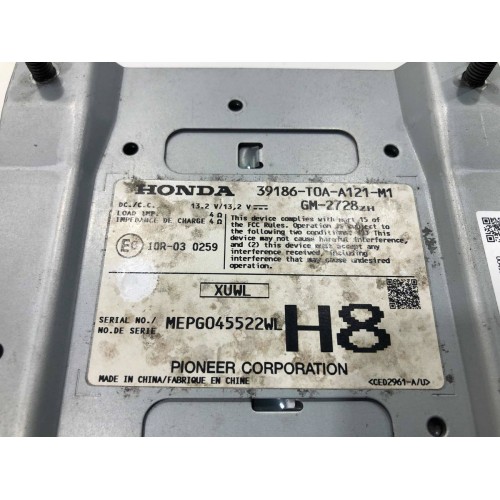 HONDA 39186-T0A-A121-M1
GM-2728ZH
DC./C.C. 13.2 V/13,2 V
LOAD IMP. 4 Ω
IMPEDANCE DE CHARGE 4 Ω
This device complies with part 15 of
the FCC Rules. Operation is subject to
the following two conditions: (1) This
device may not cause harmful interference,
and (2) this device must accept any
interference received, including
interference that may cause undesired
operation.
10R-03 0259
XUWL
SERIAL NO./
NO.DE SERIE
MEPG045522WL
H8
PIONEER CORPORATION
MADE IN CHINA/FABRIQUE EN CHINE
<CED2961-A/U>